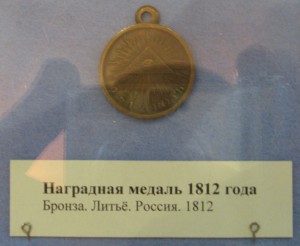 Наградная медаль 1812 года
Бронза. Литьё. Россия. 1812